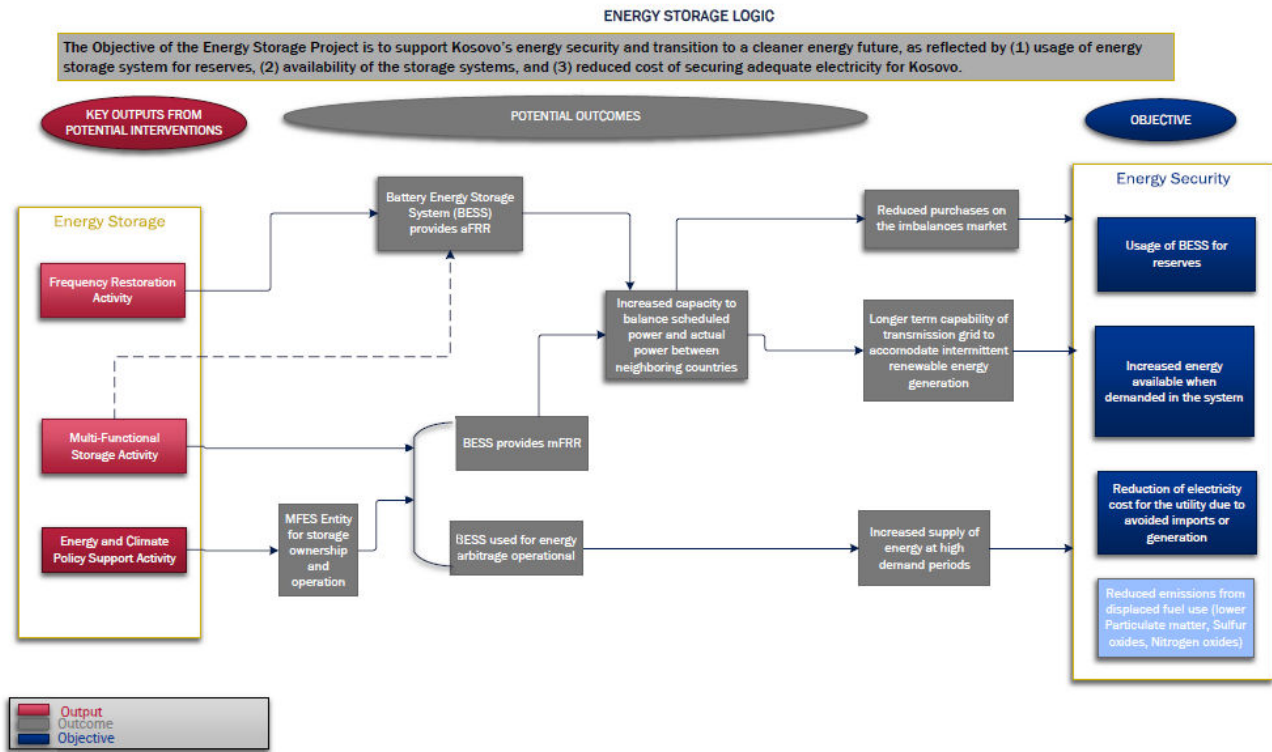 ENERGY STORAGE LOGIC
The Objective of the Energy Storage Project is to support Kosovo's energy security and transition to a cleaner energy future, as reflected by (1) usage of energy
storage system for reserves, (2) availability of the storage systems, and (3) reduced cost of securing adequate electricity for Kosovo.
KEY OUTPUTS FROM
POTENTIAL INTERVENTIONS
POTENTIAL OUTCOMES
OBJECTIVE
Energy Storage
Frequency Restoration
Activity
Multi-Functional
Storage Activity
Energy and Climate
Policy Support Activity
Battery Energy Storage
System (BESS)
provides aFRR
MFES Entity
for storage
ownership
and
operation
BESS provides mFRR
BESS used for energy
arbitrage operational
Increased capacity to
balance scheduled
power and actual
power between
neighboring countries
Reduced purchases on
the imbalances market
Longer term capability of
transmission grid to
accomodate intermittent
renewable energy
generation
Increased supply of
energy at high
demand periods
Energy Security
Usage of BESS for
reserves
Increased energy
available when
demanded in the system
Reduction of electricity
cost for the utility due to
avoided imports or
generation
Reduced emissions from
displaced fuel use (lower
Particulate matter, Sulfur
oxides, Nitrogen oxides)
Output
Outcome
Objective